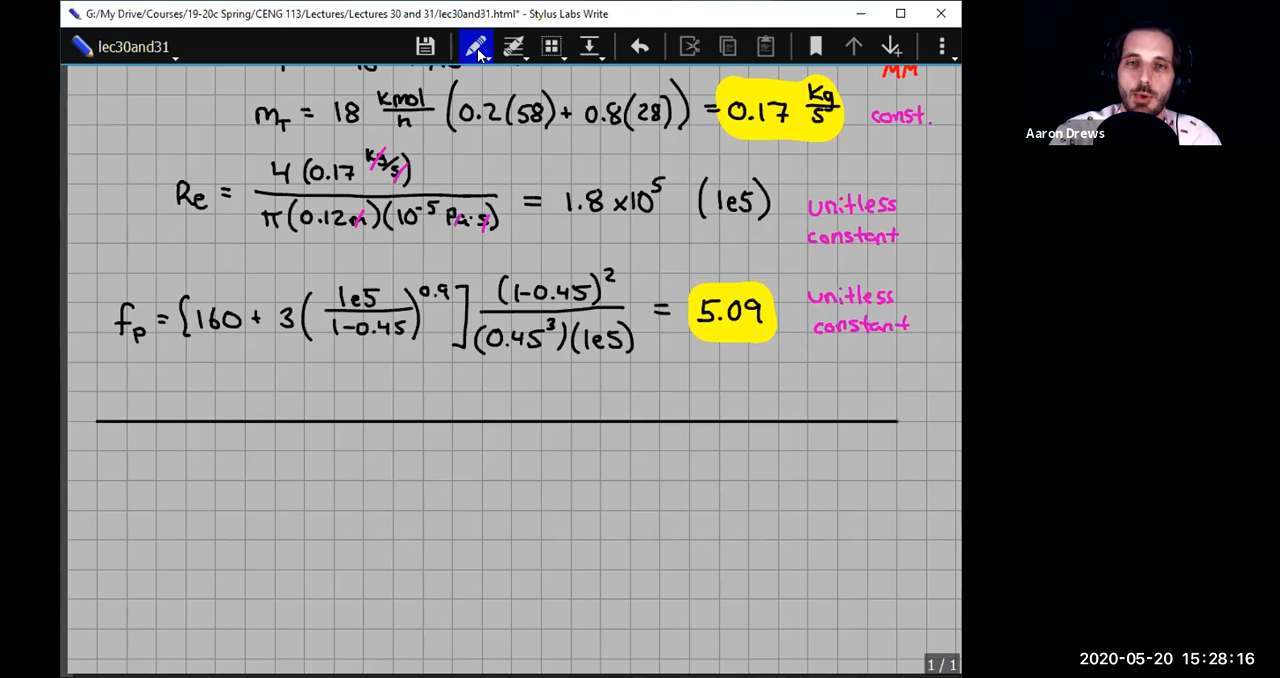 G:/My Drive/Courses/19-20c Spring/CENG 113/Lectures/Lectures 30 and 31/lec30and31.html* - Stylus Labs Write
lec30and31
MM
m_T = 18 kmol/h (0.2(58) + 0.8(28)) = 0.17 kg/s const.
Re = 4 (0.17 kg/s) / π(0.12m)(10^-5 Pa·s) = 1.8 x10^5 (1e5) unitless
constant
f_p = {160 + 3 (1e5 / 1-0.45)^0.9] (1-0.45)^2 / (0.45^3)(1e5) = 5.09 unitless
constant
1 / 1
Aaron Drews
2020-05-20 15:28:16